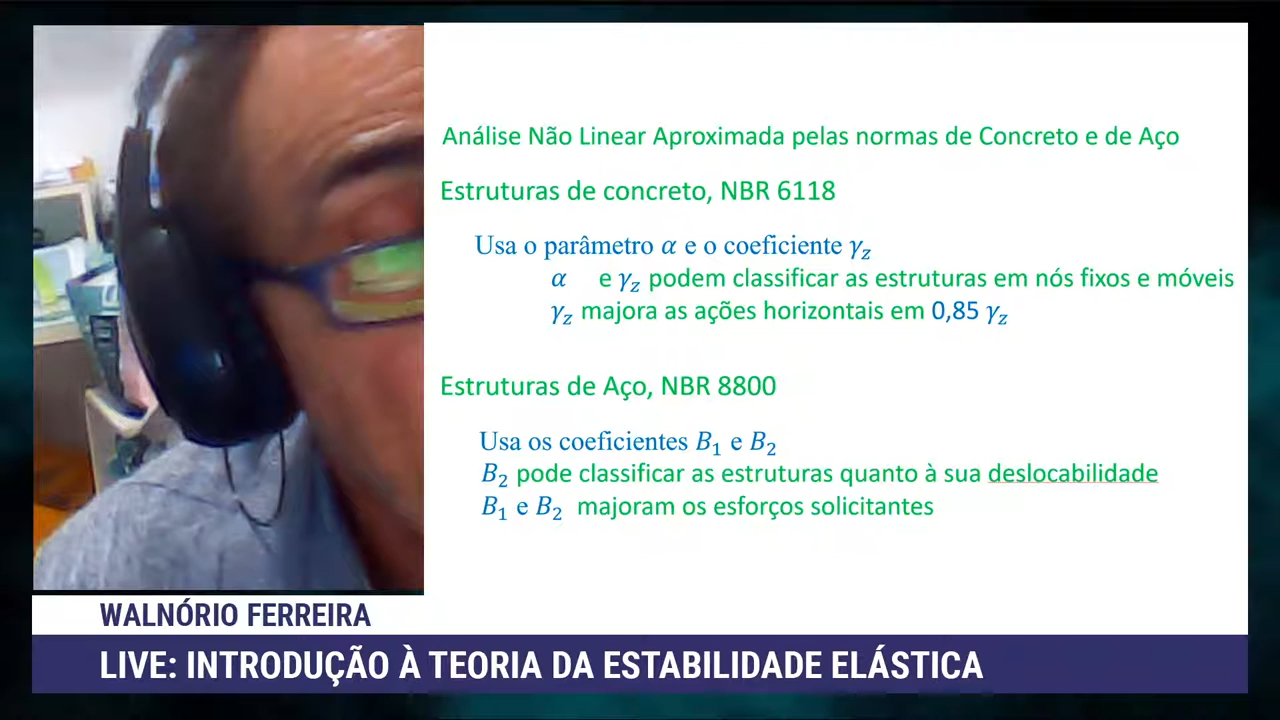 Análise Não Linear Aproximada pelas normas de Concreto e de Aço
Estruturas de concreto, NBR 6118
Usa o parâmetro α e o coeficiente γz
α e γz podem classificar as estruturas em nós fixos e móveis
γz majora as ações horizontais em 0,85 γz
Estruturas de Aço, NBR 8800
Usa os coeficientes B1 e B2
B2 pode classificar as estruturas quanto à sua deslocabilidade
B1 e B2 majoram os esforços solicitantes
WALNÓRIO FERREIRA
LIVE: INTRODUÇÃO À TEORIA DA ESTABILIDADE ELÁSTICA